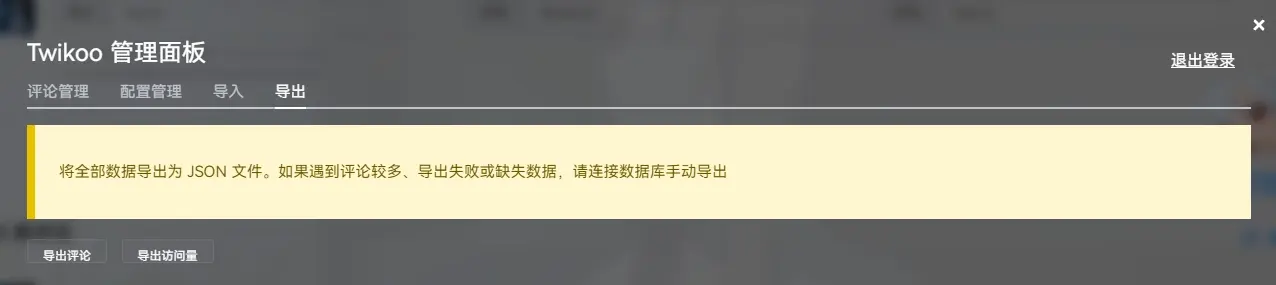 Twikoo 管理面板
×
退出登录
评论管理 配置管理 导入 导出
将全部数据导出为 JSON 文件。如果遇到评论较多、导出失败或缺失数据，请连接数据库手动导出
导出评论 导出访问量